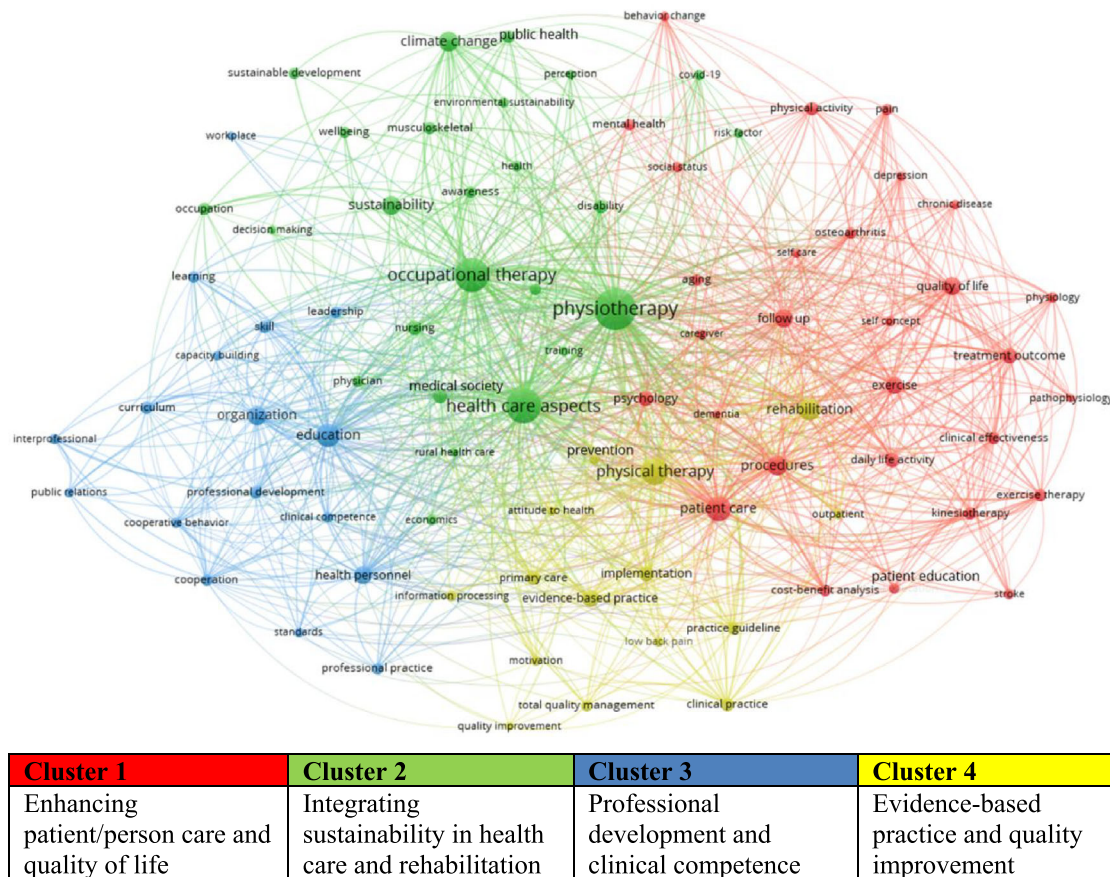 behavior change
climate change
public health
sustainable development
perception
covid-19
environmental sustainability
physical activity
pain
workplace
wellbeing
musculoskeletal
mental health
risk factor
health
social status
depression
awareness
chronic disease
occupation
sustainability
disability
decision making
osteoarthritis
self care
learning
occupational therapy
aging
quality of life
physiology
leadership
physiotherapy
skill
nursing
caregiver
follow up
self concept
capacity building
training
treatment outcome
physician
medical society
exercise
curriculum
organization
health care aspects
psychology
dementia
rehabilitation
pathophysiology
interprofessional
education
clinical effectiveness
rural health care
prevention
physical therapy
procedures
daily life activity
public relations
professional development
exercise therapy
cooperative behavior
clinical competence
economics
attitude to health
patient care
outpatient
kinesiotherapy
cooperation
health personnel
primary care
implementation
patient education
information processing
evidence-based practice
cost-benefit analysis
stroke
standards
practice guideline
low back pain
professional practice
motivation
total quality management
clinical practice
quality improvement
Cluster 1 Cluster 2 Cluster 3 Cluster 4
Enhancing Integrating Professional Evidence-based
patient/person care and sustainability in health development and practice and quality
quality of life care and rehabilitation clinical competence improvement